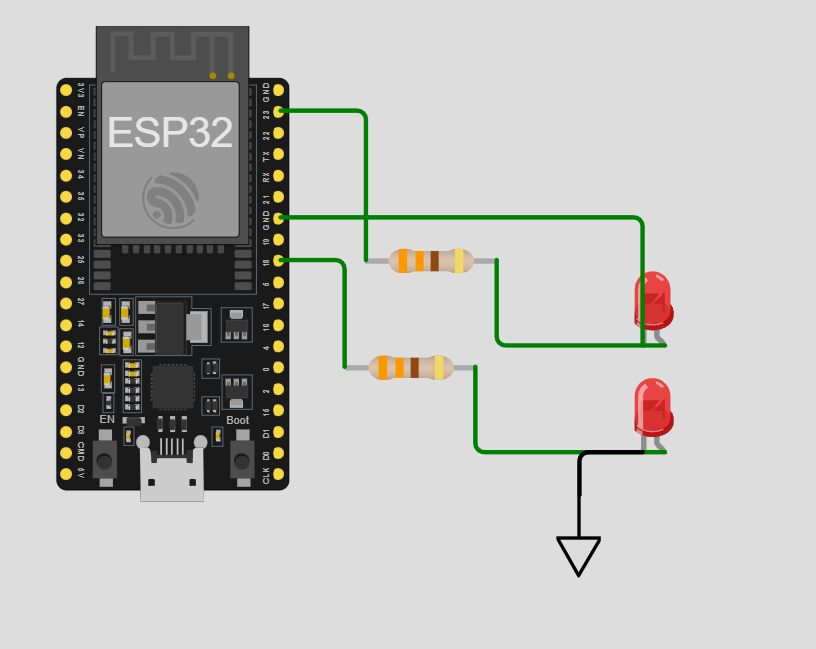 ESP32
3V3
EN
VP
VN
34
35
32
33
25
26
27
14
12
GND
13
D2
D3
CMD
5V
GND
23
22
TX
RX
21
GND
19
18
5
17
16
4
0
2
15
D1
D0
CLK
EN
Boot